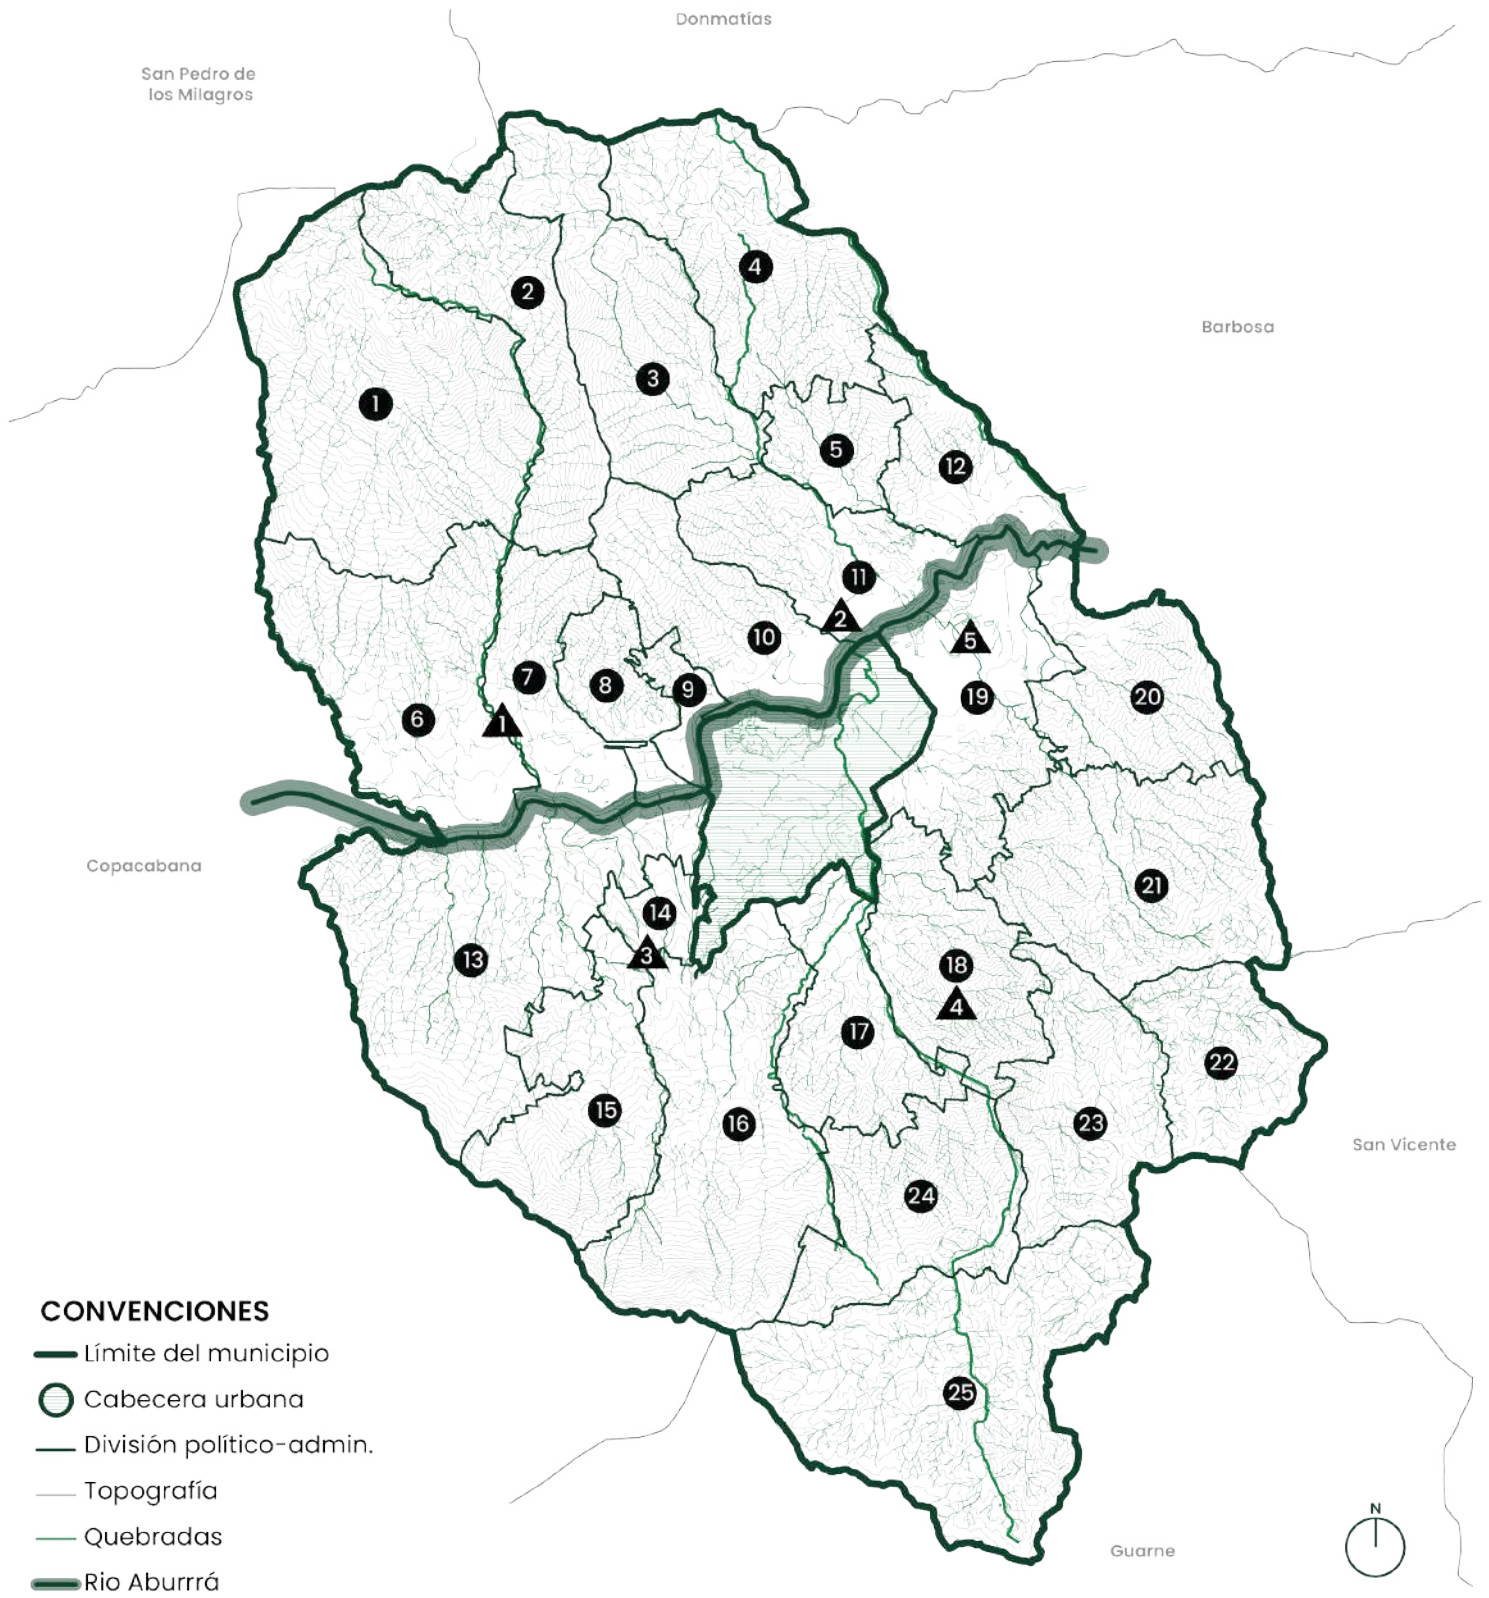 Donmatías
San Pedro de
los Milagros
4
2
Barbosa
3
1
5
12
11
2
10
5
7
8
9
19
20
6
1
Copacabana
21
14
3
13
18
4
17
22
15
16
23
San Vicente
24
25
CONVENCIONES
Límite del municipio
Cabecera urbana
División político-admin.
Topografía
Quebradas
Rio Aburrrá
N
Guarne